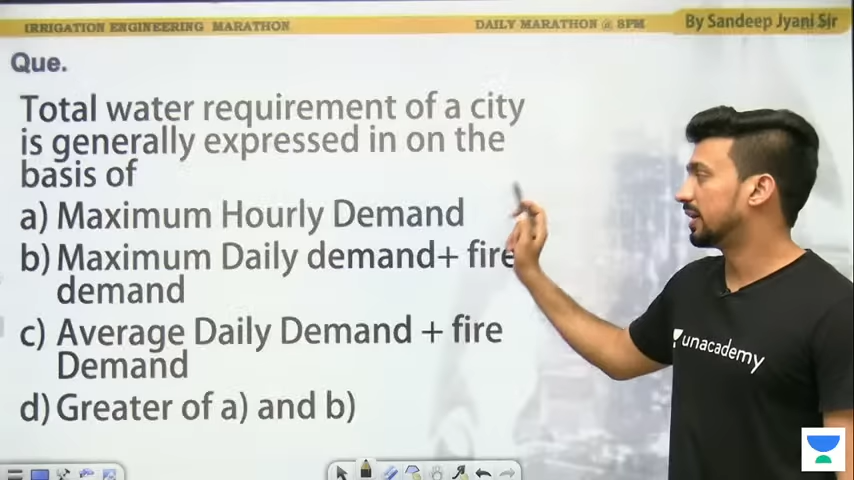 IRRIGATION ENGINEERING MARATHON
DAILY MARATHON @ 8PM
By Sandeep Jyani Sir
Que.
Total water requirement of a city
is generally expressed in on the
basis of
a) Maximum Hourly Demand
b) Maximum Daily demand+ fire
demand
c) Average Daily Demand + fire
Demand
d) Greater of a) and b)
unacademy